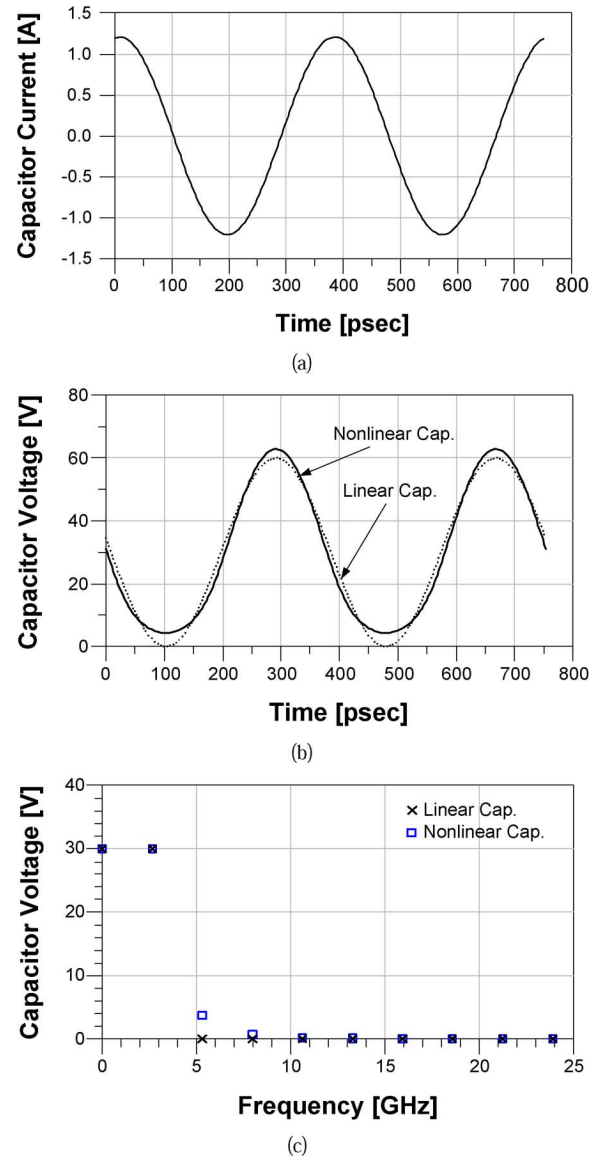 Capacitor Current [A]
1.5
1.0
0.5
0.0
-0.5
-1.0
-1.5
0 100 200 300 400 500 600 700 800
Time [psec]
(a)
Capacitor Voltage [V]
80
60
40
20
0
Nonlinear Cap.
Linear Cap.
0 100 200 300 400 500 600 700 800
Time [psec]
(b)
Capacitor Voltage [V]
40
30
20
10
0
Linear Cap.
Nonlinear Cap.
0 5 10 15 20 25
Frequency [GHz]
(c)